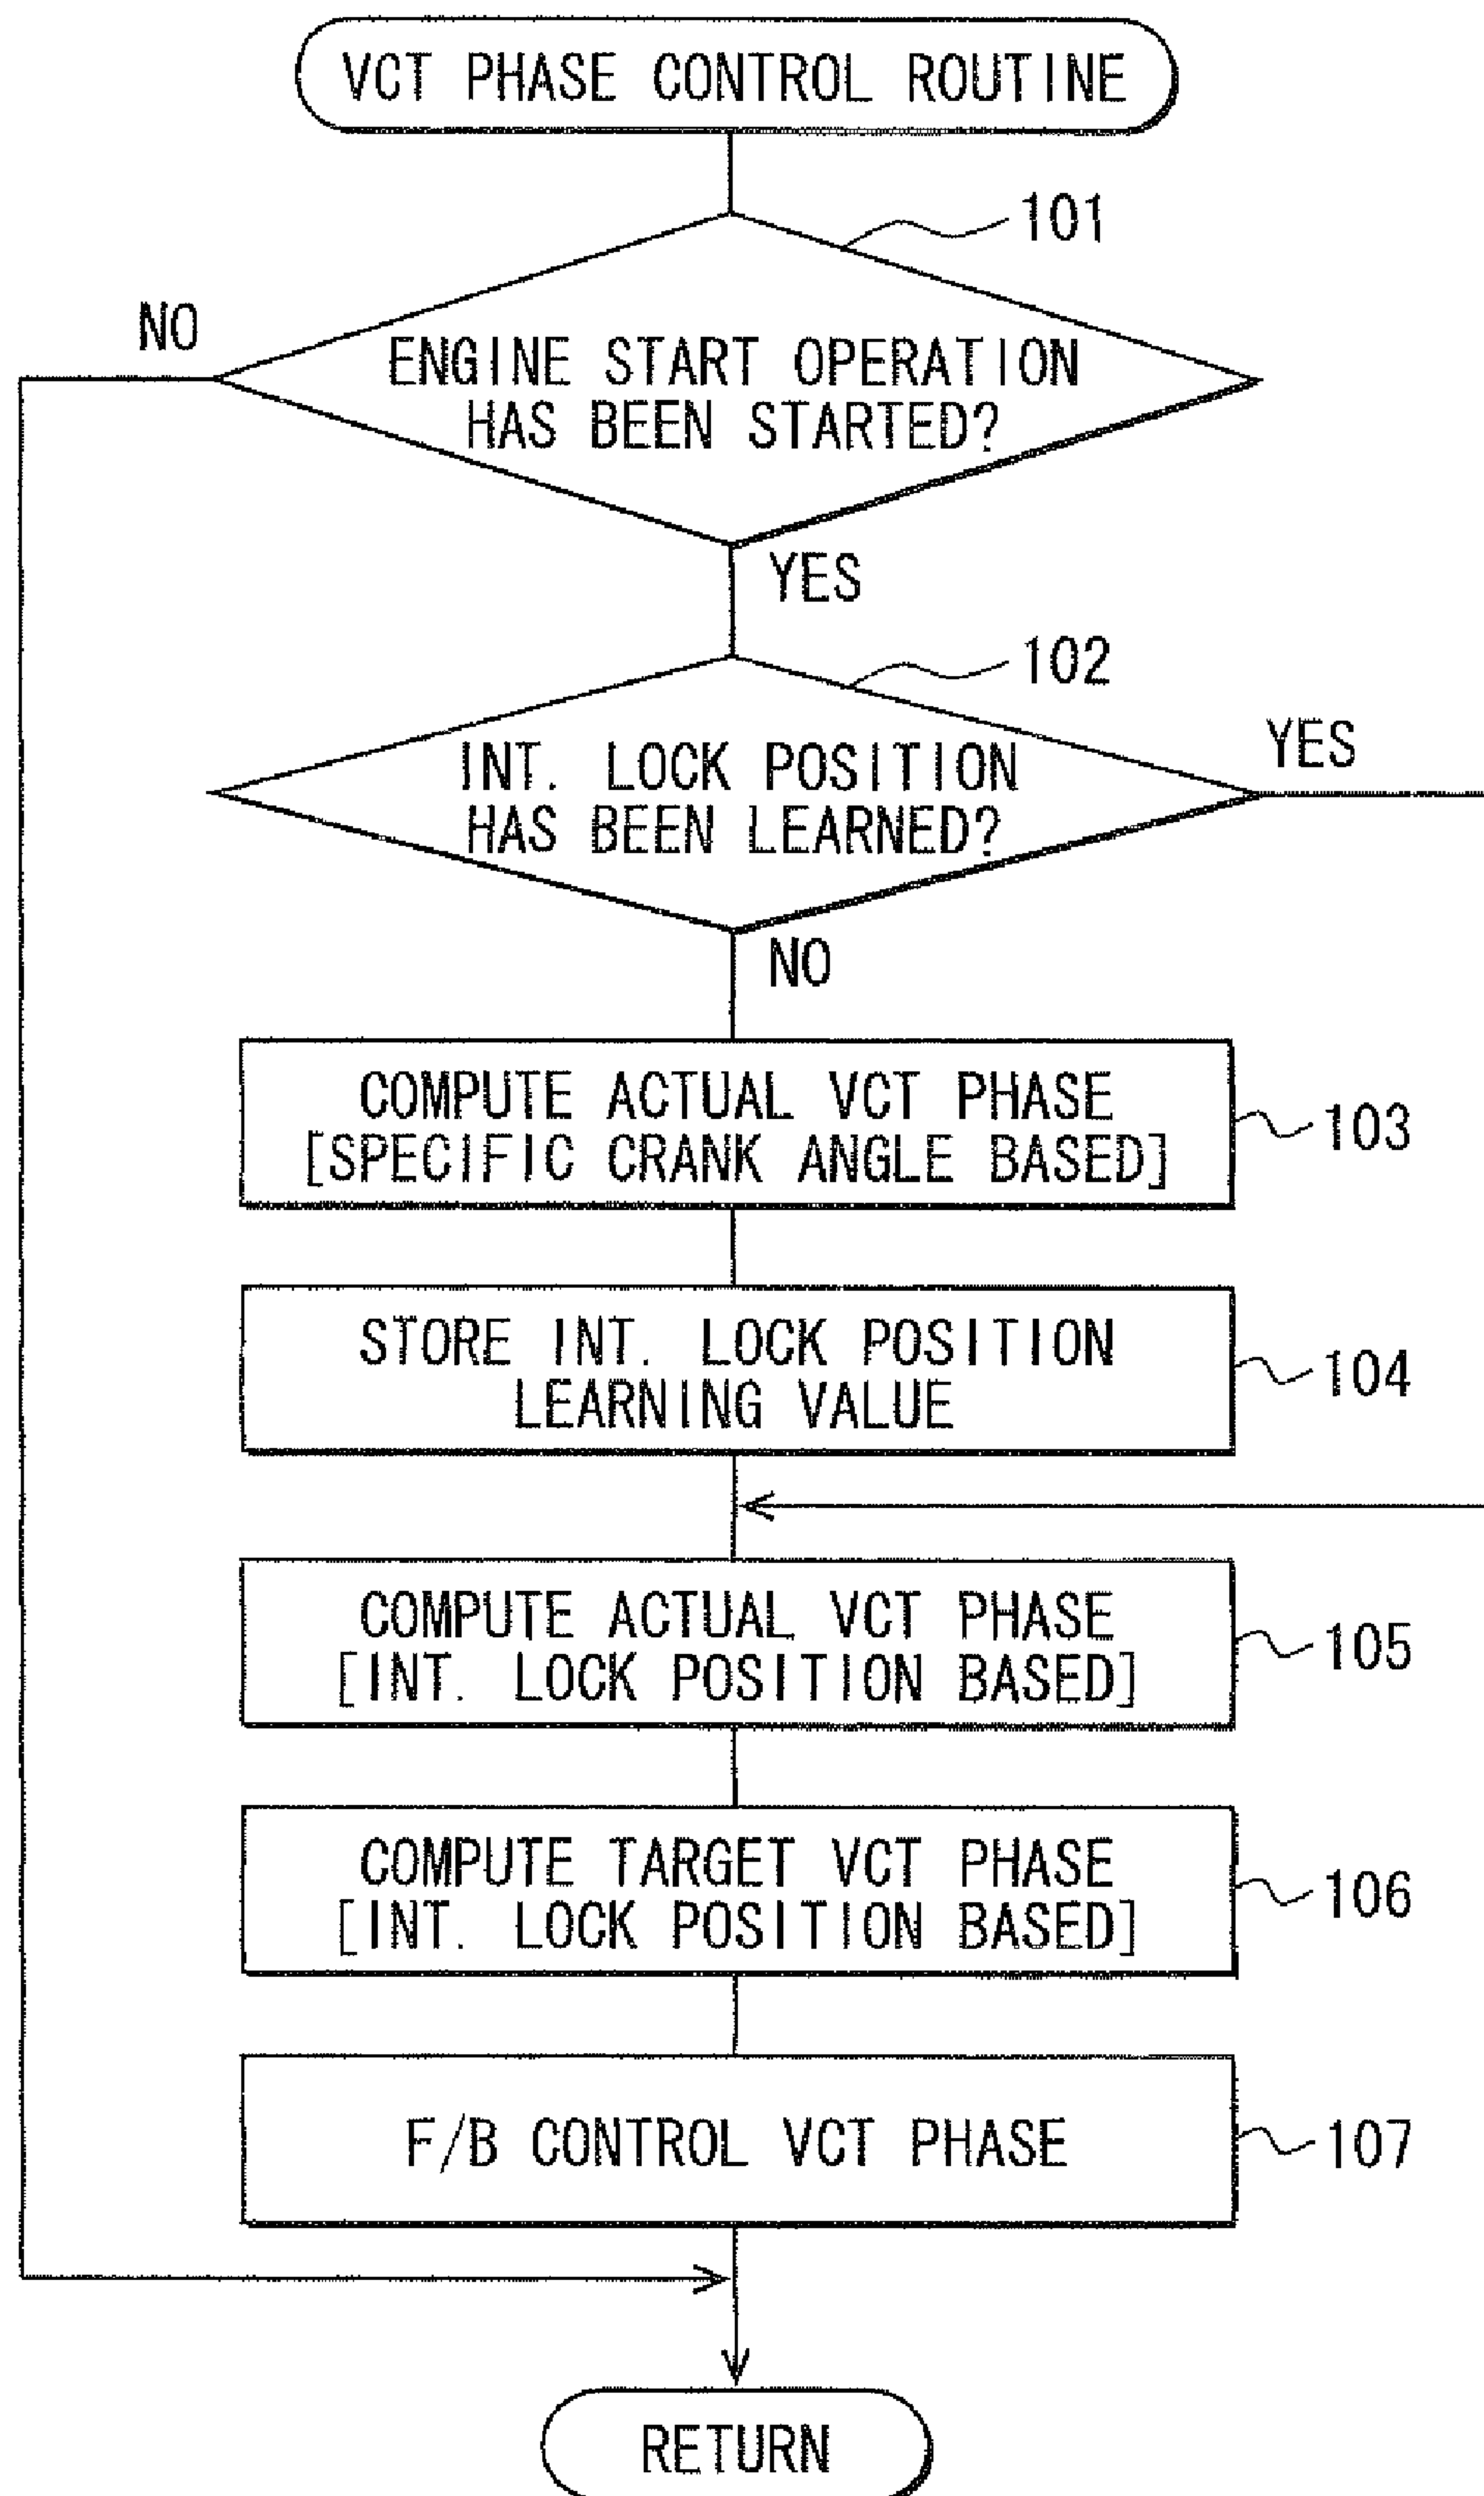 VCT PHASE CONTROL ROUTINE
101
NO
ENGINE START OPERATION
HAS BEEN STARTED?
YES
102
YES
INT. LOCK POSITION
HAS BEEN LEARNED?
NO
COMPUTE ACTUAL VCT PHASE
[SPECIFIC CRANK ANGLE BASED]
103
STORE INT. LOCK POSITION
LEARNING VALUE
104
COMPUTE ACTUAL VCT PHASE
[INT. LOCK POSITION BASED]
105
COMPUTE TARGET VCT PHASE
[INT. LOCK POSITION BASED]
106
F/B CONTROL VCT PHASE
107
RETURN